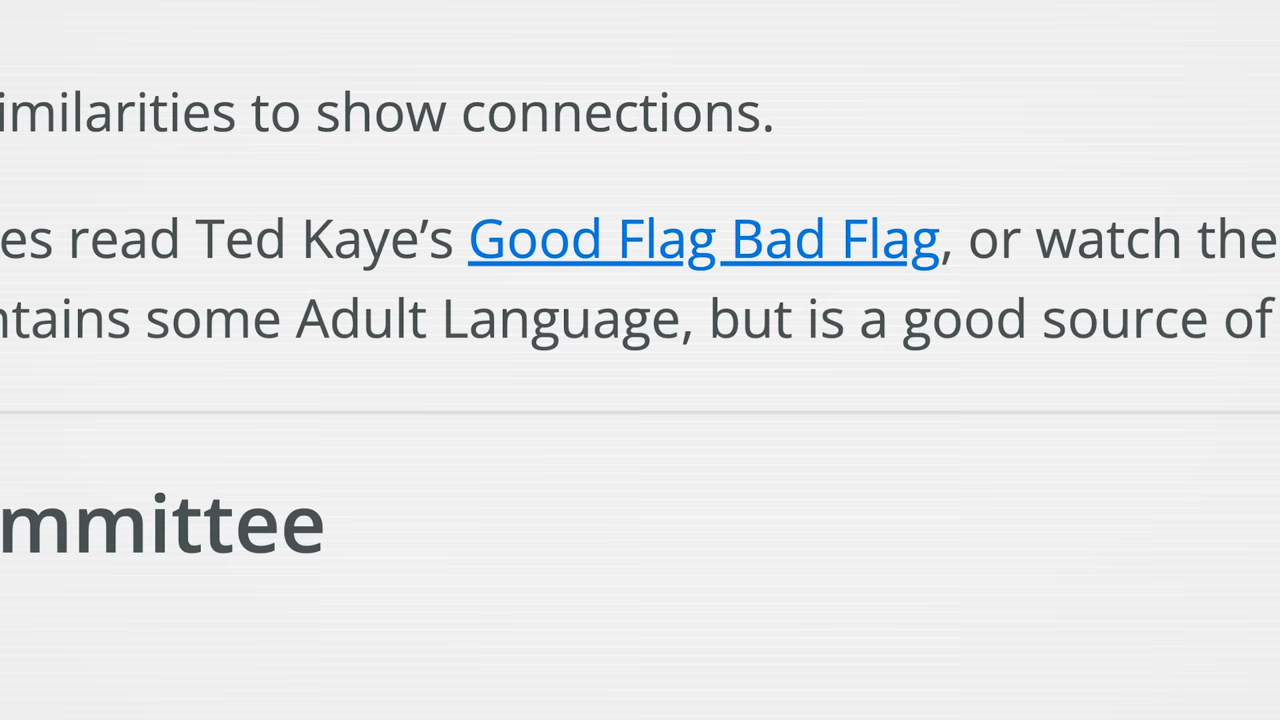 imilarities to show connections.
es read Ted Kaye’s Good Flag Bad Flag, or watch the
ntains some Adult Language, but is a good source of
mmittee